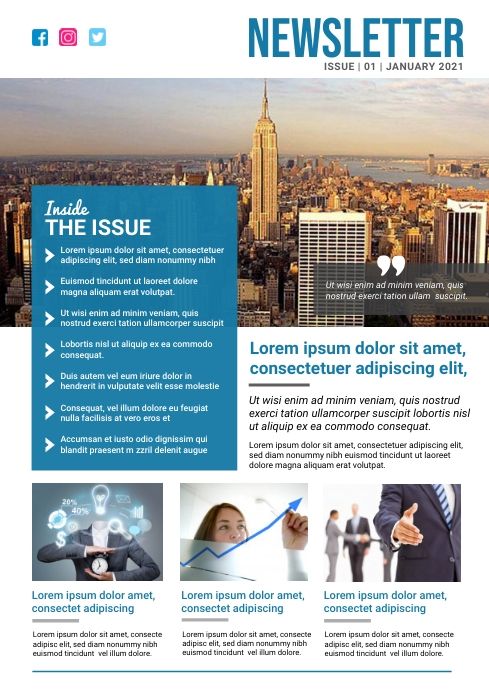 NEWSLETTER
ISSUE | 01 | JANUARY 2021
Inside
THE ISSUE
Lorem ipsum dolor sit amet, consectetuer
adipiscing elit, sed diam nonummy nibh
Euismod tincidunt ut laoreet dolore
magna aliquam erat volutpat.
Ut wisi enim ad minim veniam, quis
nostrud exerci tation ullamcorper suscipit
Lobortis nisl ut aliquip ex ea commodo
consequat.
Duis autem vel eum iriure dolor in
hendrerit in vulputate velit esse molestie
Consequat, vel illum dolore eu feugiat
nulla facilisis at vero eros et
Accumsan et iusto odio dignissim qui
blandit praesent m zzril delenit augue
Ut wisi enim ad minim veniam, quis
nostrud exerci tation ullam suscipit.
Lorem ipsum dolor sit amet,
consectetuer adipiscing elit,
Ut wisi enim ad minim veniam, quis nostrud
exerci tation ullamcorper suscipit lobortis nisl
ut aliquip ex ea commodo consequat.
Lorem ipsum dolor sit amet, consectetuer adipiscing elit,
sed diam nonummy nibh euismod tincidunt ut laoreet
dolore magna aliquam erat volutpat.
20%
40%
$
Lorem ipsum dolor amet,
consectet adipiscing
Lorem ipsum dolor sit amet, consecte
adipisc elit, sed diam nonummy nibh
euismod tincidunt vel illum dolore.
Lorem ipsum dolor amet,
consectet adipiscing
Lorem ipsum dolor sit amet, consecte
adipisc elit, sed diam nonummy nibh
euismod tincidunt vel illum dolore.
Lorem ipsum dolor amet,
consectet adipiscing
Lorem ipsum dolor sit amet, consecte
adipisc elit, sed diam nonummy nibh
euismod tincidunt vel illum dolore.